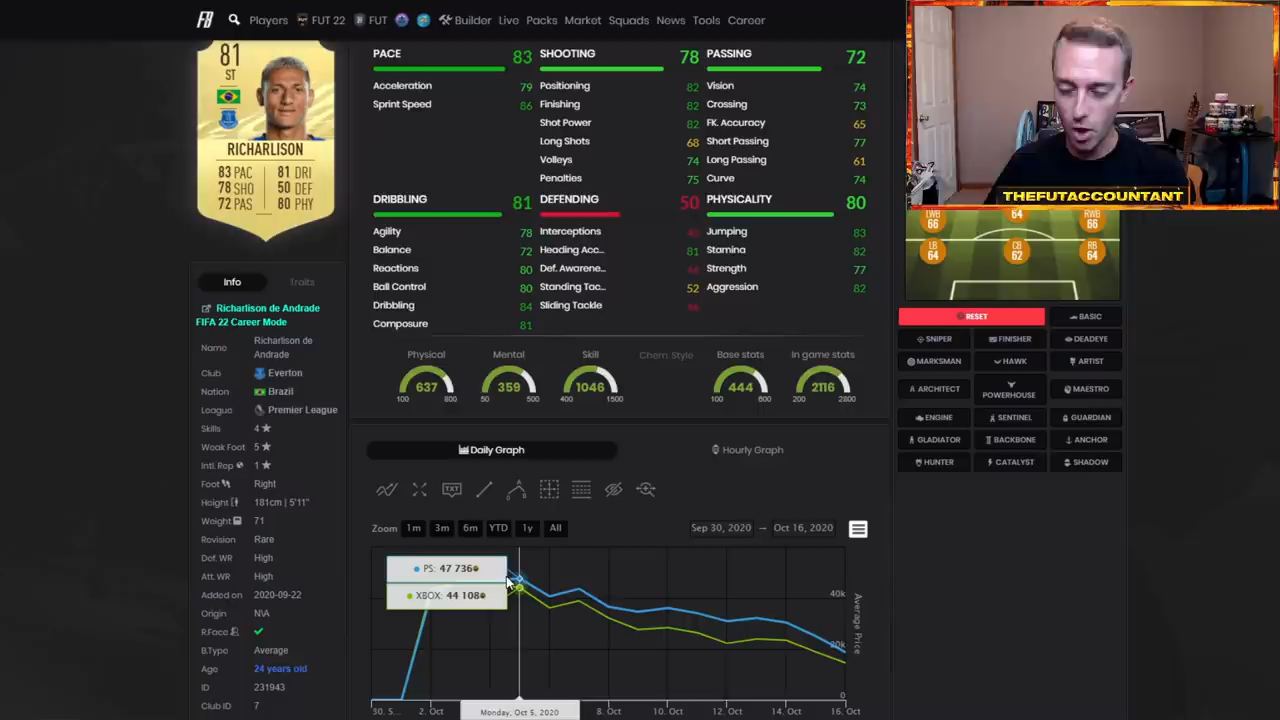 FB Players FUT 22 FUT Builder Live Packs Market Squads News Tools Career
81
ST
RICHARLISON
83 PAC 81 DRI
78 SHO 50 DEF
72 PAS 80 PHY
PACE 83
Acceleration 79
Sprint Speed 86
SHOOTING 78
Positioning 82
Finishing 82
Shot Power 82
Long Shots 68
Volleys 74
Penalties 75
PASSING 72
Vision 74
Crossing 73
FK. Accuracy 65
Short Passing 77
Long Passing 61
Curve 74
DRIBBLING 81
Agility 78
Balance 72
Reactions 80
Ball Control 80
Dribbling 84
Composure 81
DEFENDING 50
Interceptions
Heading Acc... 81
Def. Awarene...
Standing Tac... 52
Sliding Tackle
PHYSICALITY 80
Jumping 83
Stamina 82
Strength 77
Aggression 82
Physical
637
100 800
Mental
359
50 500
Skill
1046
400 1500
Chem Style
Base stats
444
100 600
In game stats
2116
200 2800
Info Traits
Richarlison de Andrade
FIFA 22 Career Mode
Name Richarlison de Andrade
Club Everton
Nation Brazil
League Premier League
Skills 4
Weak Foot 5
Intl. Rep 1
Foot Right
Height 181cm | 5'11"
Weight 71
Revision Rare
Def. WR High
Att. WR High
Added on 2020-09-22
Origin N\A
R.Face
B.Type Average
Age 24 years old
ID 231943
Club ID 7
Daily Graph Hourly Graph
TXT
Zoom 1m 3m 6m YTD 1y All Sep 30, 2020 → Oct 16, 2020
PS: 47 736
XBOX: 44 108
40k
20k
0
Average Price
30. S... 2. Oct Monday, Oct 5, 2020 8. Oct 10. Oct 12. Oct 14. Oct 16. Oct
THEFUTACCOUNTANT
LWB 66 64 RWB 66
LB 64 CB 62 RB 64
RESET BASIC
SNIPER FINISHER DEADEYE
MARKSMAN HAWK ARTIST
ARCHITECT POWERHOUSE MAESTRO
ENGINE SENTINEL GUARDIAN
GLADIATOR BACKBONE ANCHOR
HUNTER CATALYST SHADOW